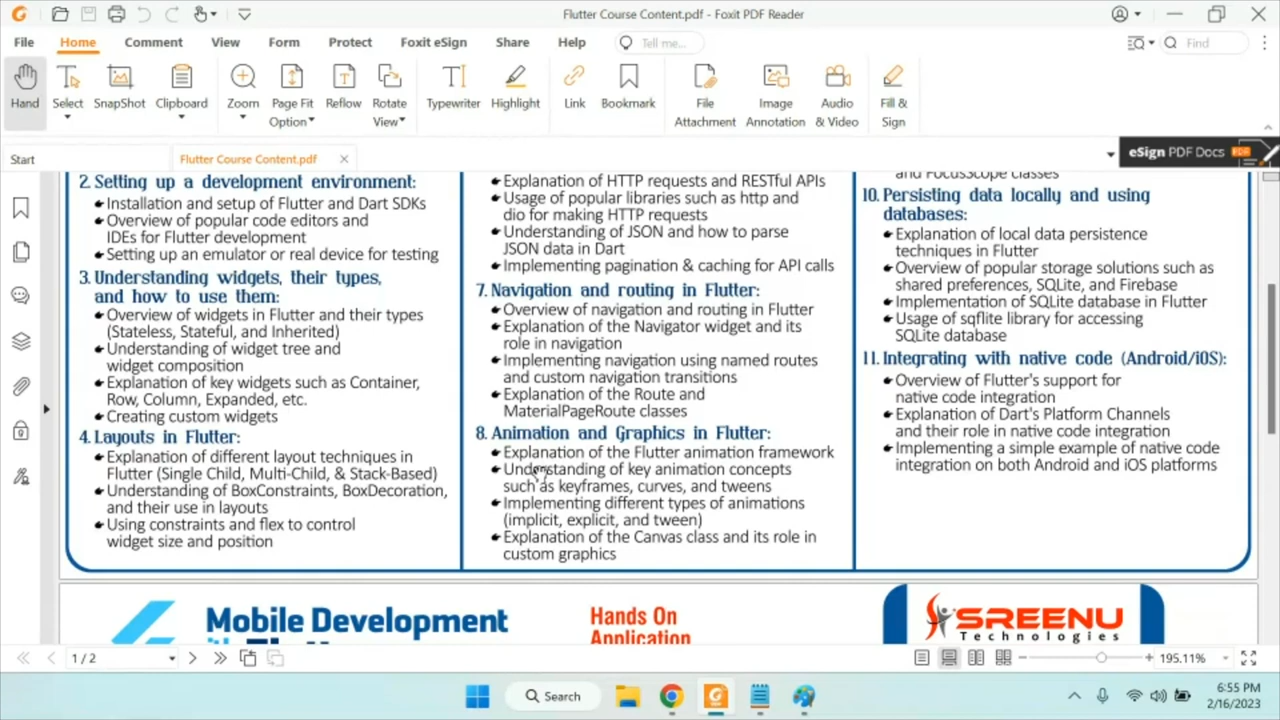 Flutter Course Content.pdf - Foxit PDF Reader
File Home Comment View Form Protect Foxit eSign Share Help Tell me... Find
Hand Select SnapShot Clipboard Zoom Page Fit Option Reflow Rotate View Typewriter Highlight Link Bookmark File Attachment Image Annotation Audio & Video Fill & Sign
Start Flutter Course Content.pdf
eSign PDF Docs
2. Setting up a development environment:
Installation and setup of Flutter and Dart SDKs
Overview of popular code editors and
IDEs for Flutter development
Setting up an emulator or real device for testing
3. Understanding widgets, their types,
and how to use them:
Overview of widgets in Flutter and their types
(Stateless, Stateful, and Inherited)
Understanding of widget tree and
widget composition
Explanation of key widgets such as Container,
Row, Column, Expanded, etc.
Creating custom widgets
4. Layouts in Flutter:
Explanation of different layout techniques in
Flutter (Single Child, Multi-Child, & Stack-Based)
Understanding of BoxConstraints, BoxDecoration,
and their use in layouts
Using constraints and flex to control
widget size and position
Explanation of HTTP requests and RESTful APIs
Usage of popular libraries such as http and
dio for making HTTP requests
Understanding of JSON and how to parse
JSON data in Dart
Implementing pagination & caching for API calls
7. Navigation and routing in Flutter:
Overview of navigation and routing in Flutter
Explanation of the Navigator widget and its
role in navigation
Implementing navigation using named routes
and custom navigation transitions
Explanation of the Route and
MaterialPageRoute classes
8. Animation and Graphics in Flutter:
Explanation of the Flutter animation framework
Understanding of key animation concepts
such as keyframes, curves, and tweens
Implementing different types of animations
(implicit, explicit, and tween)
Explanation of the Canvas class and its role in
custom graphics
and FocusScope classes
10. Persisting data locally and using
databases:
Explanation of local data persistence
techniques in Flutter
Overview of popular storage solutions such as
shared preferences, SQLite, and Firebase
Implementation of SQLite database in Flutter
Usage of sqflite library for accessing
SQLite database
11. Integrating with native code (Android/iOS):
Overview of Flutter's support for
native code integration
Explanation of Dart's Platform Channels
and their role in native code integration
Implementing a simple example of native code
integration on both Android and iOS platforms
Mobile Development
Hands On
Application
SREENU
Technologies
1 / 2
195.11%
Search
6:55 PM
2/16/2023